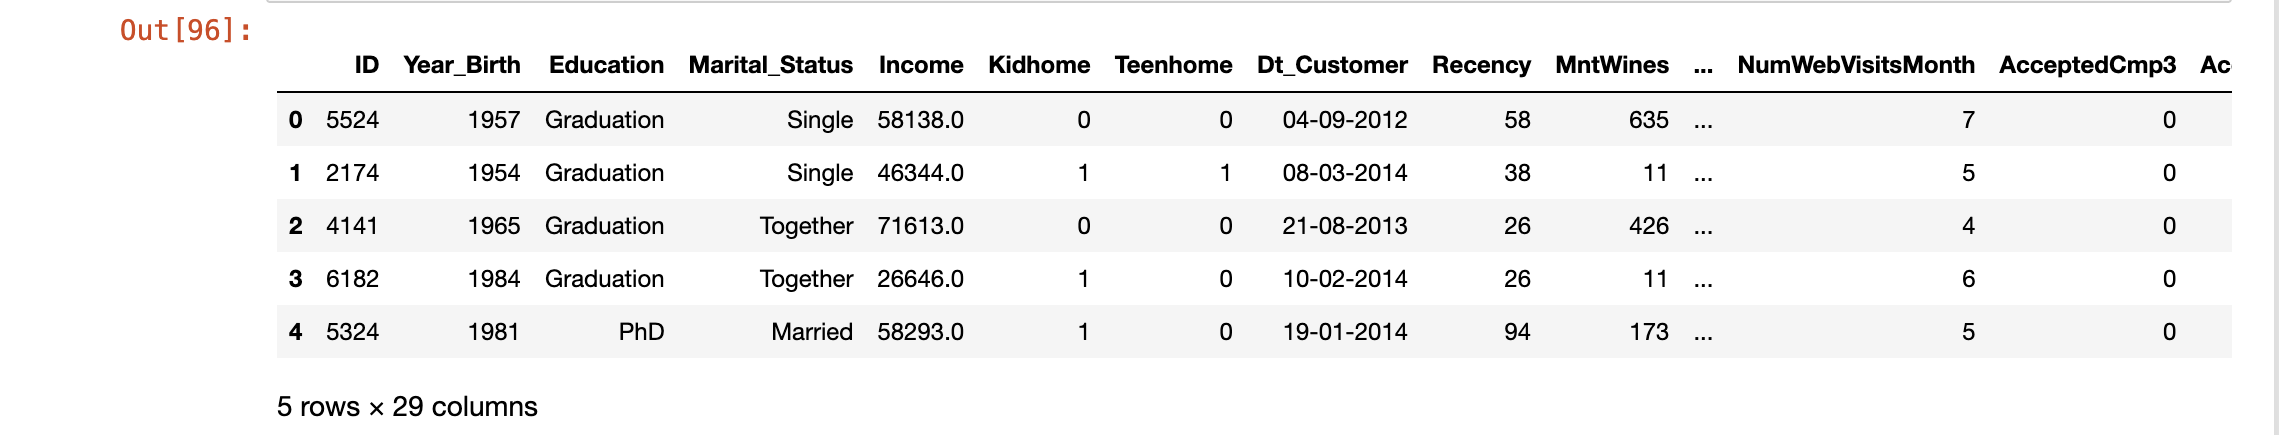 Out[96]:
ID Year_Birth Education Marital_Status Income Kidhome Teenhome Dt_Customer Recency MntWines ... NumWebVisitsMonth AcceptedCmp3 Ac
0 5524 1957 Graduation Single 58138.0 0 0 04-09-2012 58 635 ... 7 0
1 2174 1954 Graduation Single 46344.0 1 1 08-03-2014 38 11 ... 5 0
2 4141 1965 Graduation Together 71613.0 0 0 21-08-2013 26 426 ... 4 0
3 6182 1984 Graduation Together 26646.0 1 0 10-02-2014 26 11 ... 6 0
4 5324 1981 PhD Married 58293.0 1 0 19-01-2014 94 173 ... 5 0
5 rows × 29 columns